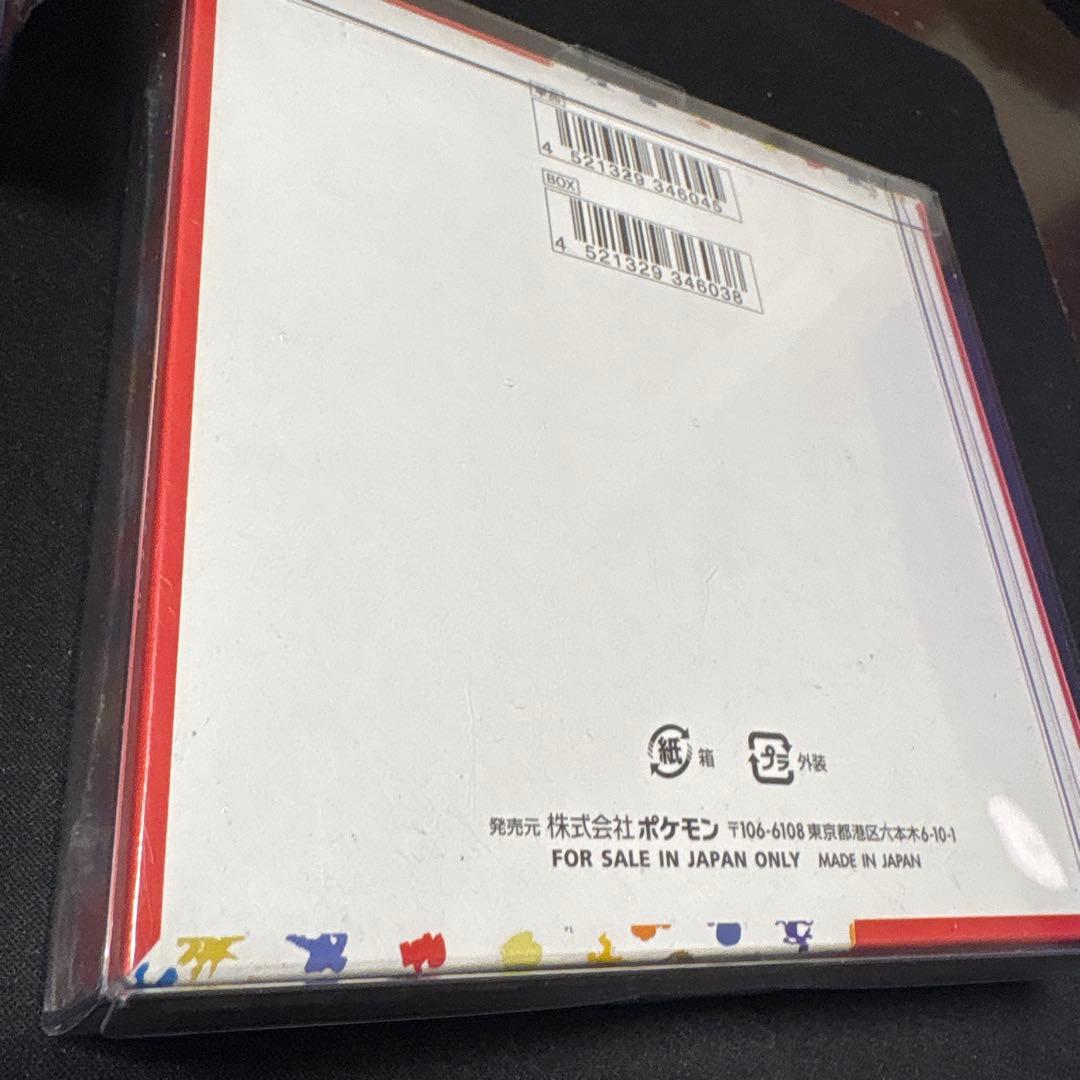 4 521329 346045
BOX
4 521329 346038
紙 箱 プラ 外装
発売元 株式会社ポケモン 〒106-6108 東京都港区六本木6-10-1
FOR SALE IN JAPAN ONLY MADE IN JAPAN